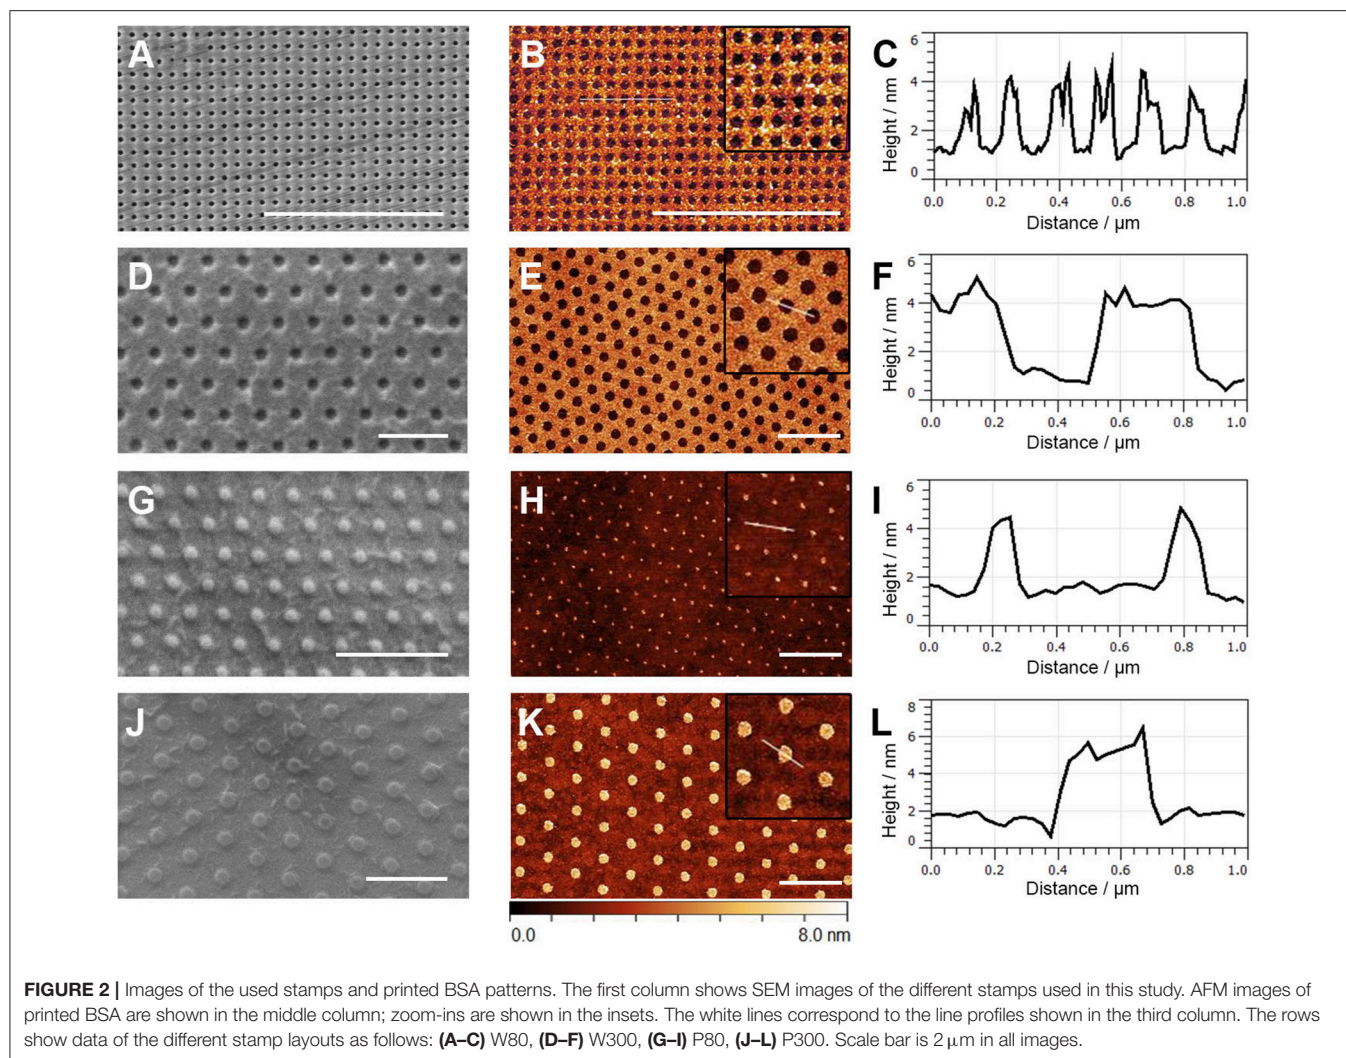 A
B
C
6
4
2
0
Height / nm
0.0 0.2 0.4 0.6 0.8 1.0
Distance / µm
D
E
F
6
4
2
0
Height / nm
0.0 0.2 0.4 0.6 0.8 1.0
Distance / µm
G
H
I
6
4
2
0
Height / nm
0.0 0.2 0.4 0.6 0.8 1.0
Distance / µm
J
K
L
8
6
4
2
0
Height / nm
0.0 0.2 0.4 0.6 0.8 1.0
Distance / µm
0.0 8.0 nm
FIGURE 2 | Images of the used stamps and printed BSA patterns. The first column shows SEM images of the different stamps used in this study. AFM images of
printed BSA are shown in the middle column; zoom-ins are shown in the insets. The white lines correspond to the line profiles shown in the third column. The rows
show data of the different stamp layouts as follows: (A–C) W80, (D–F) W300, (G–I) P80, (J–L) P300. Scale bar is 2 µm in all images.